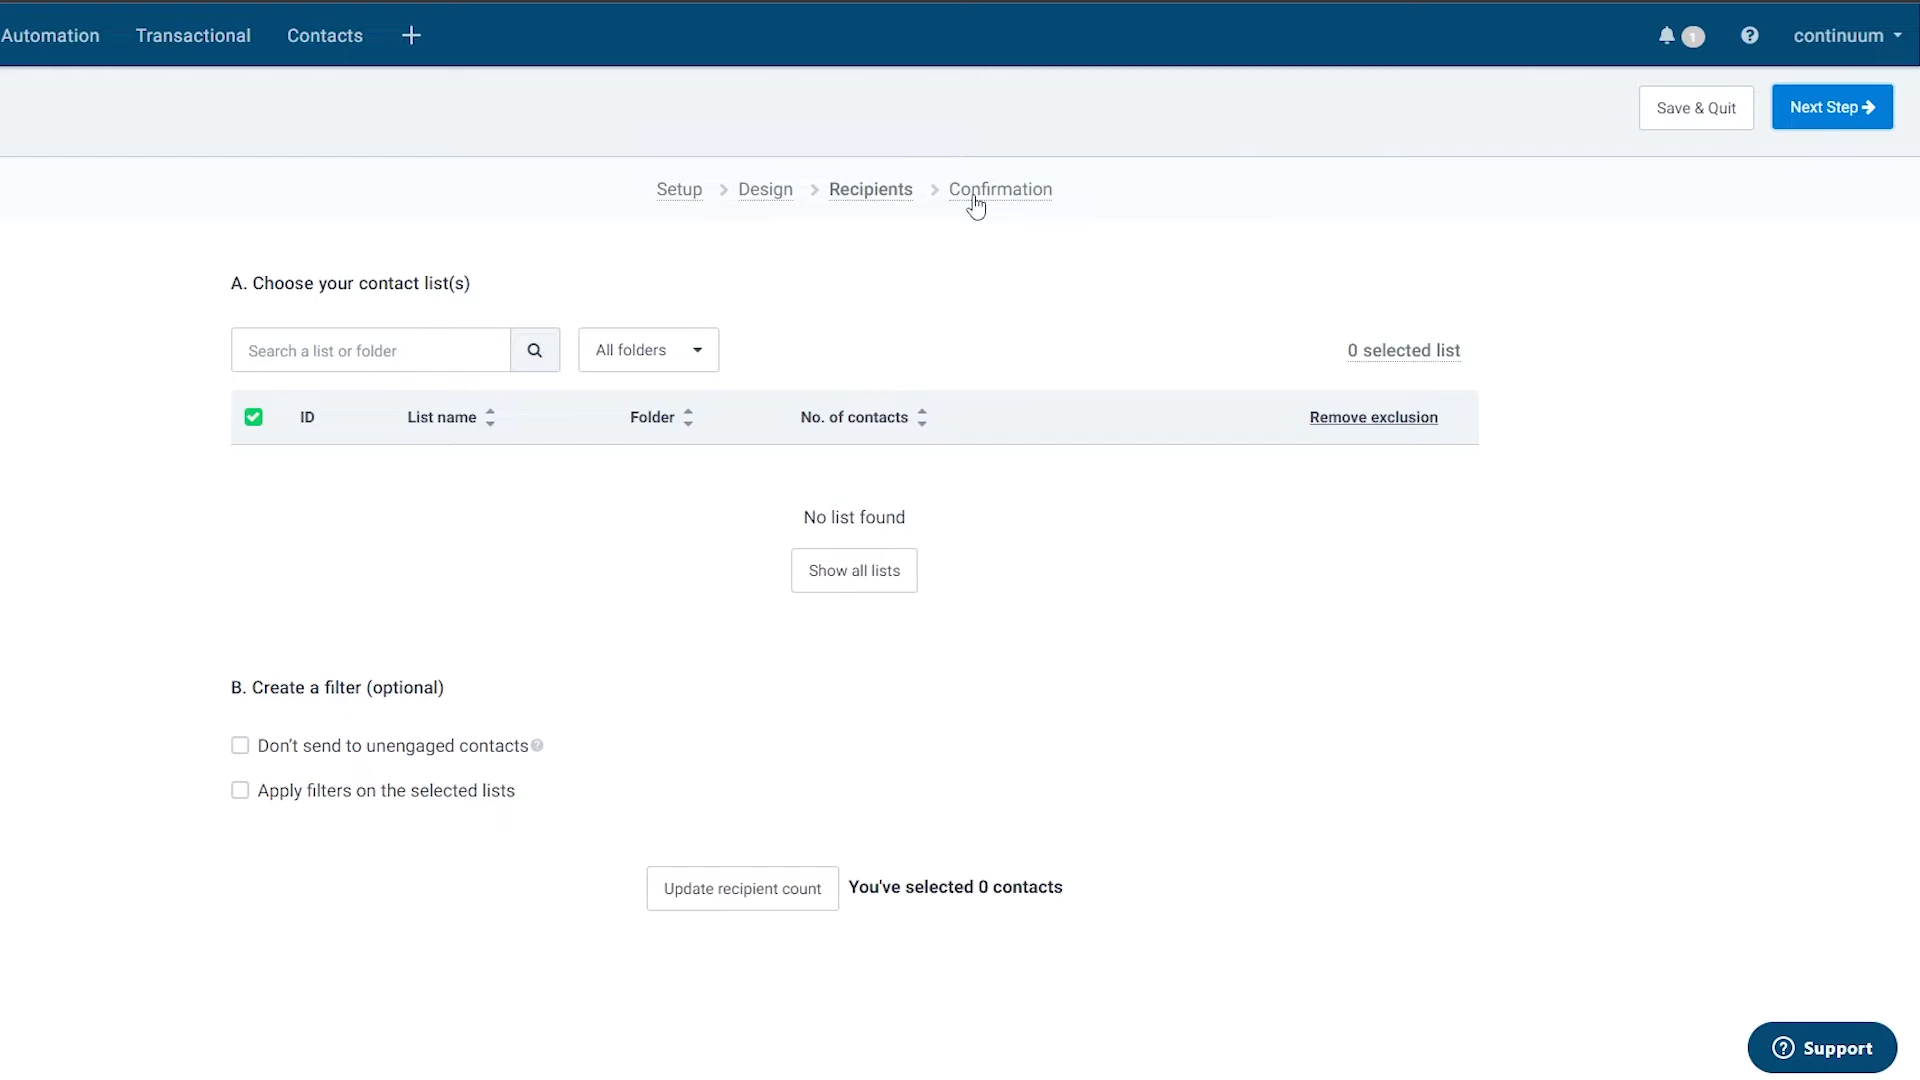 Automation Transactional Contacts + 1 ? continuum
Save & Quit Next Step
Setup Design Recipients Confirmation
A. Choose your contact list(s)
Search a list or folder All folders 0 selected list
ID List name Folder No. of contacts Remove exclusion
No list found
Show all lists
B. Create a filter (optional)
Don't send to unengaged contacts ?
Apply filters on the selected lists
Update recipient count You've selected 0 contacts
? Support